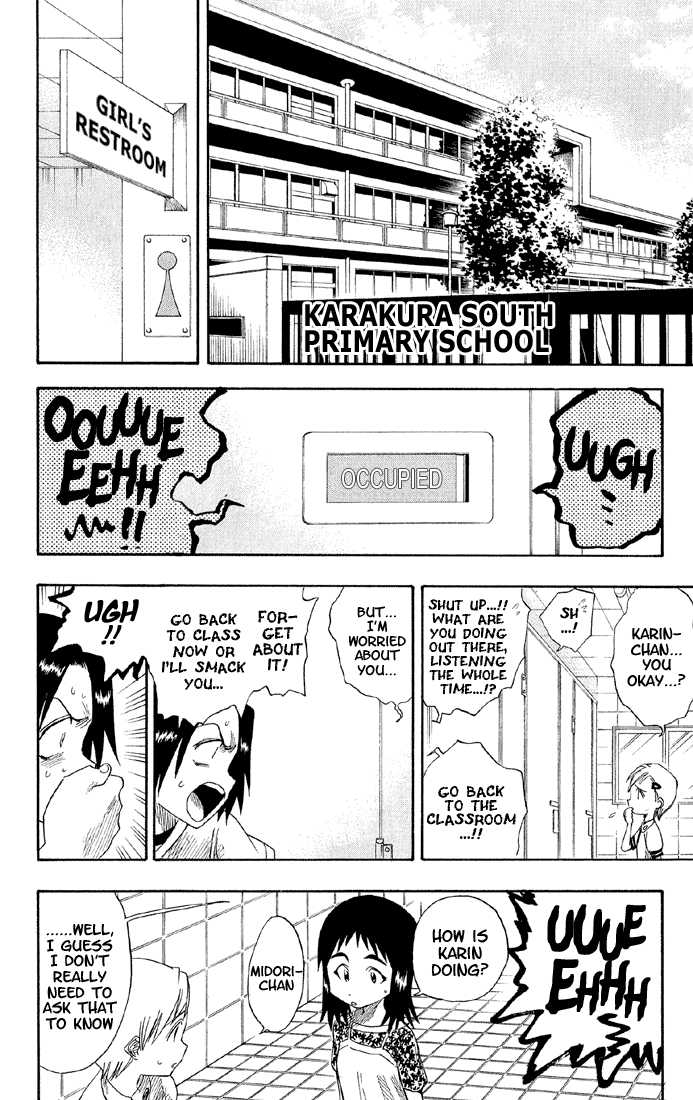 KARAKURA SOUTH
PRIMARY SCHOOL
GIRL'S
RESTROOM
UUGH
OCCUPIED
OOUUUE
EEHH
!!
KARIN-
CHAN...
YOU
OKAY...?
SH
...!
SHUT UP...!!
WHAT ARE
YOU DOING
OUT THERE,
LISTENING
THE WHOLE
TIME...!?
GO BACK
TO THE
CLASSROOM
...!!
BUT...
I'M
WORRIED
ABOUT
YOU...
FOR-
GET
ABOUT
IT!
GO BACK
TO CLASS
NOW OR
I'LL SMACK
YOU...
UGH
!!
UUUE
EHHH
HOW IS
KARIN
DOING?
MIDORI-
CHAN
......WELL,
I GUESS
I DON'T
REALLY
NEED TO
ASK THAT
TO KNOW